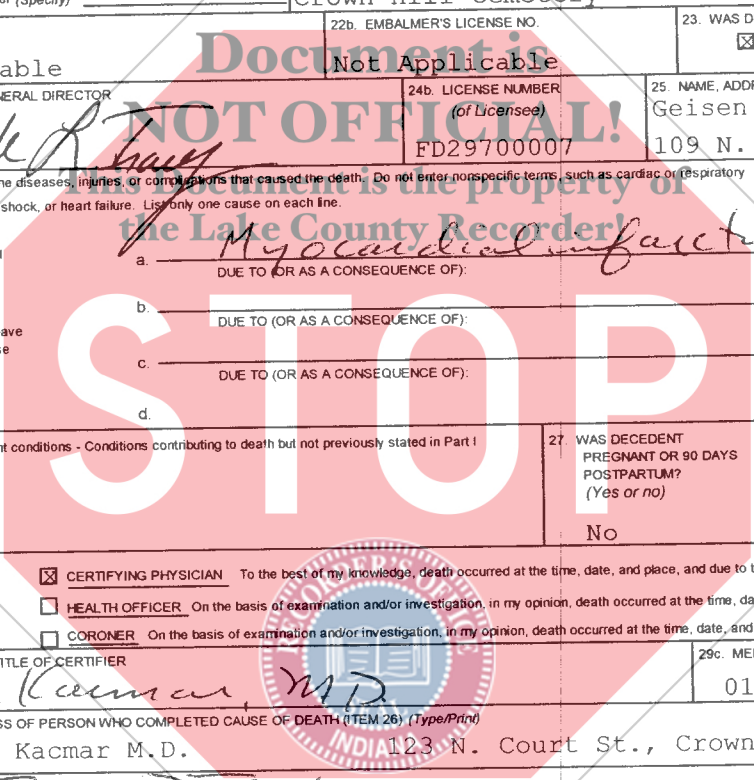 (Specify)
Crown Hill Cemetery
22b. EMBALMER'S LICENSE NO.
23. WAS D
able
Not Applicable
ERAL DIRECTOR
24b. LICENSE NUMBER
(of Licensee)
25. NAME, ADDR
Geisen
FD29700007
109 N.
Document is
NOT OFFICIAL!
This Document is the property of
the Lake County Recorder!
he diseases, injuries, or complications that caused the death. Do not enter nonspecific terms, such as cardiac or respiratory
shock, or heart failure. List only one cause on each line.
a. Myocardial infarct
DUE TO (OR AS A CONSEQUENCE OF):
b.
DUE TO (OR AS A CONSEQUENCE OF):
ave
e
c.
DUE TO (OR AS A CONSEQUENCE OF):
d.
STOP
nt conditions - Conditions contributing to death but not previously stated in Part I
27. WAS DECEDENT
PREGNANT OR 90 DAYS
POSTPARTUM?
(Yes or no)
No
CERTIFYING PHYSICIAN To the best of my knowledge, death occurred at the time, date, and place, and due to t
HEALTH OFFICER On the basis of examination and/or investigation, in my opinion, death occurred at the time, da
CORONER On the basis of examination and/or investigation, in my opinion, death occurred at the time, date, and
RECORDER'S OFFICE
SEAL
INDIANA
TITLE OF CERTIFIER
29c. ME
Kacmar, M.D.
01
SS OF PERSON WHO COMPLETED CAUSE OF DEATH (ITEM 26) (Type/Print)
Kacmar M.D. 123 N. Court St., Crown